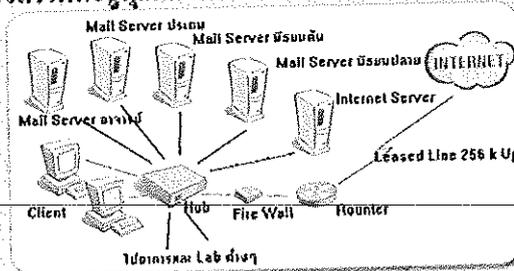 Mail Server ประถม
Mail Server มัธยมต้น
Mail Server มัธยมปลาย
INTERNET
Internet Server
Mail Server อาจารย์
Leased Line 256 k Up
Client
Hub
Fire Wall
Rounter
ไปอาคารและ Lab ต่างๆ